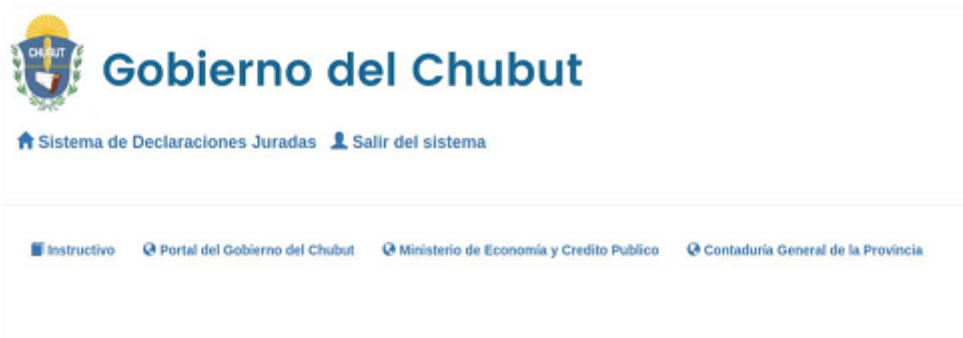 CHUBUT
Gobierno del Chubut
Sistema de Declaraciones Juradas Salir del sistema
Instructivo Portal del Gobierno del Chubut Ministerio de Economía y Credito Publico Contaduría General de la Provincia